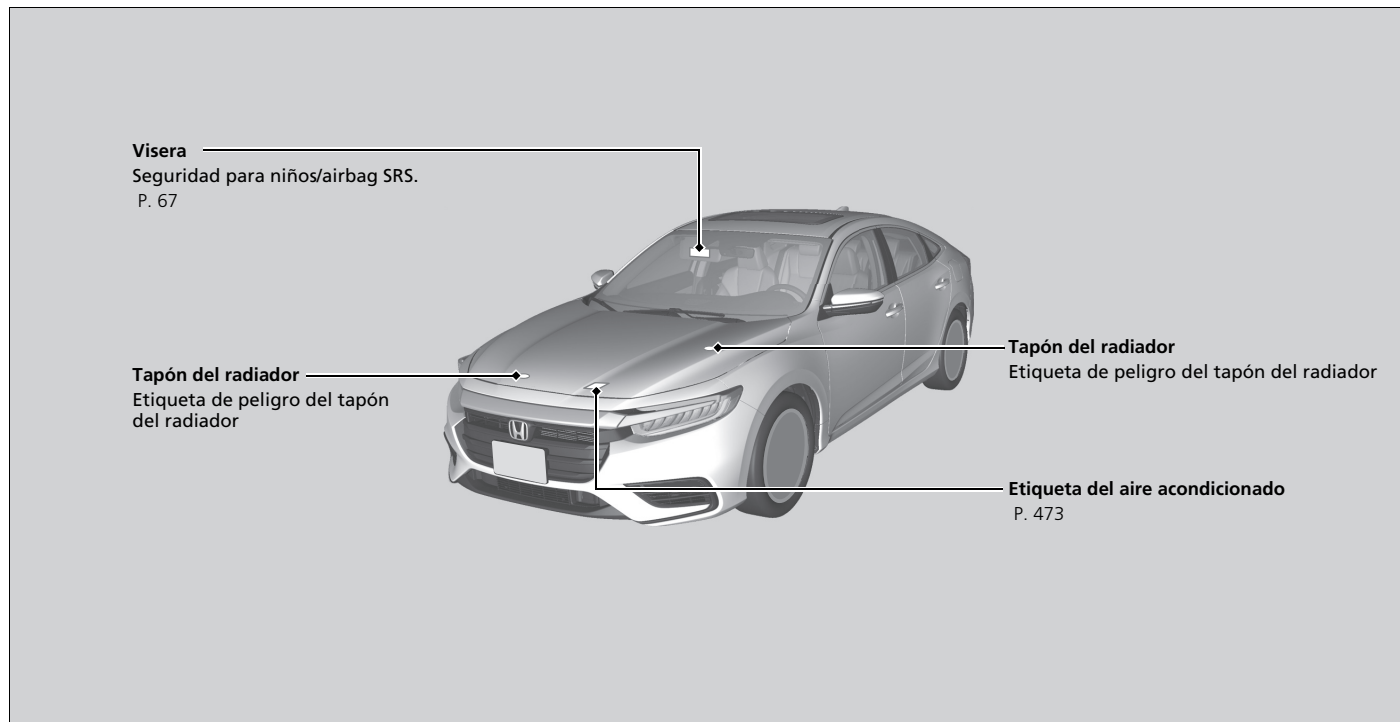 Visera
Seguridad para niños/airbag SRS.
P. 67
Tapón del radiador
Etiqueta de peligro del tapón
del radiador
Tapón del radiador
Etiqueta de peligro del tapón del radiador
Etiqueta del aire acondicionado
P. 473